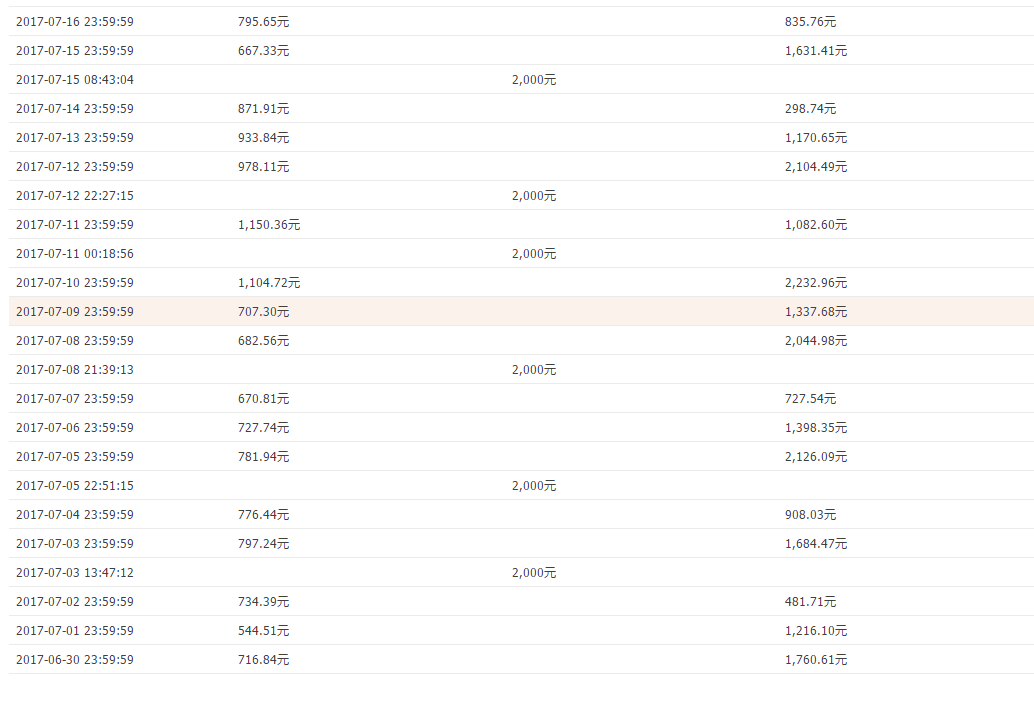 2017-07-16 23:59:59 795.65元 835.76元
2017-07-15 23:59:59 667.33元 1,631.41元
2017-07-15 08:43:04 2,000元
2017-07-14 23:59:59 871.91元 298.74元
2017-07-13 23:59:59 933.84元 1,170.65元
2017-07-12 23:59:59 978.11元 2,104.49元
2017-07-12 22:27:15 2,000元
2017-07-11 23:59:59 1,150.36元 1,082.60元
2017-07-11 00:18:56 2,000元
2017-07-10 23:59:59 1,104.72元 2,232.96元
2017-07-09 23:59:59 707.30元 1,337.68元
2017-07-08 23:59:59 682.56元 2,044.98元
2017-07-08 21:39:13 2,000元
2017-07-07 23:59:59 670.81元 727.54元
2017-07-06 23:59:59 727.74元 1,398.35元
2017-07-05 23:59:59 781.94元 2,126.09元
2017-07-05 22:51:15 2,000元
2017-07-04 23:59:59 776.44元 908.03元
2017-07-03 23:59:59 797.24元 1,684.47元
2017-07-03 13:47:12 2,000元
2017-07-02 23:59:59 734.39元 481.71元
2017-07-01 23:59:59 544.51元 1,216.10元
2017-06-30 23:59:59 716.84元 1,760.61元